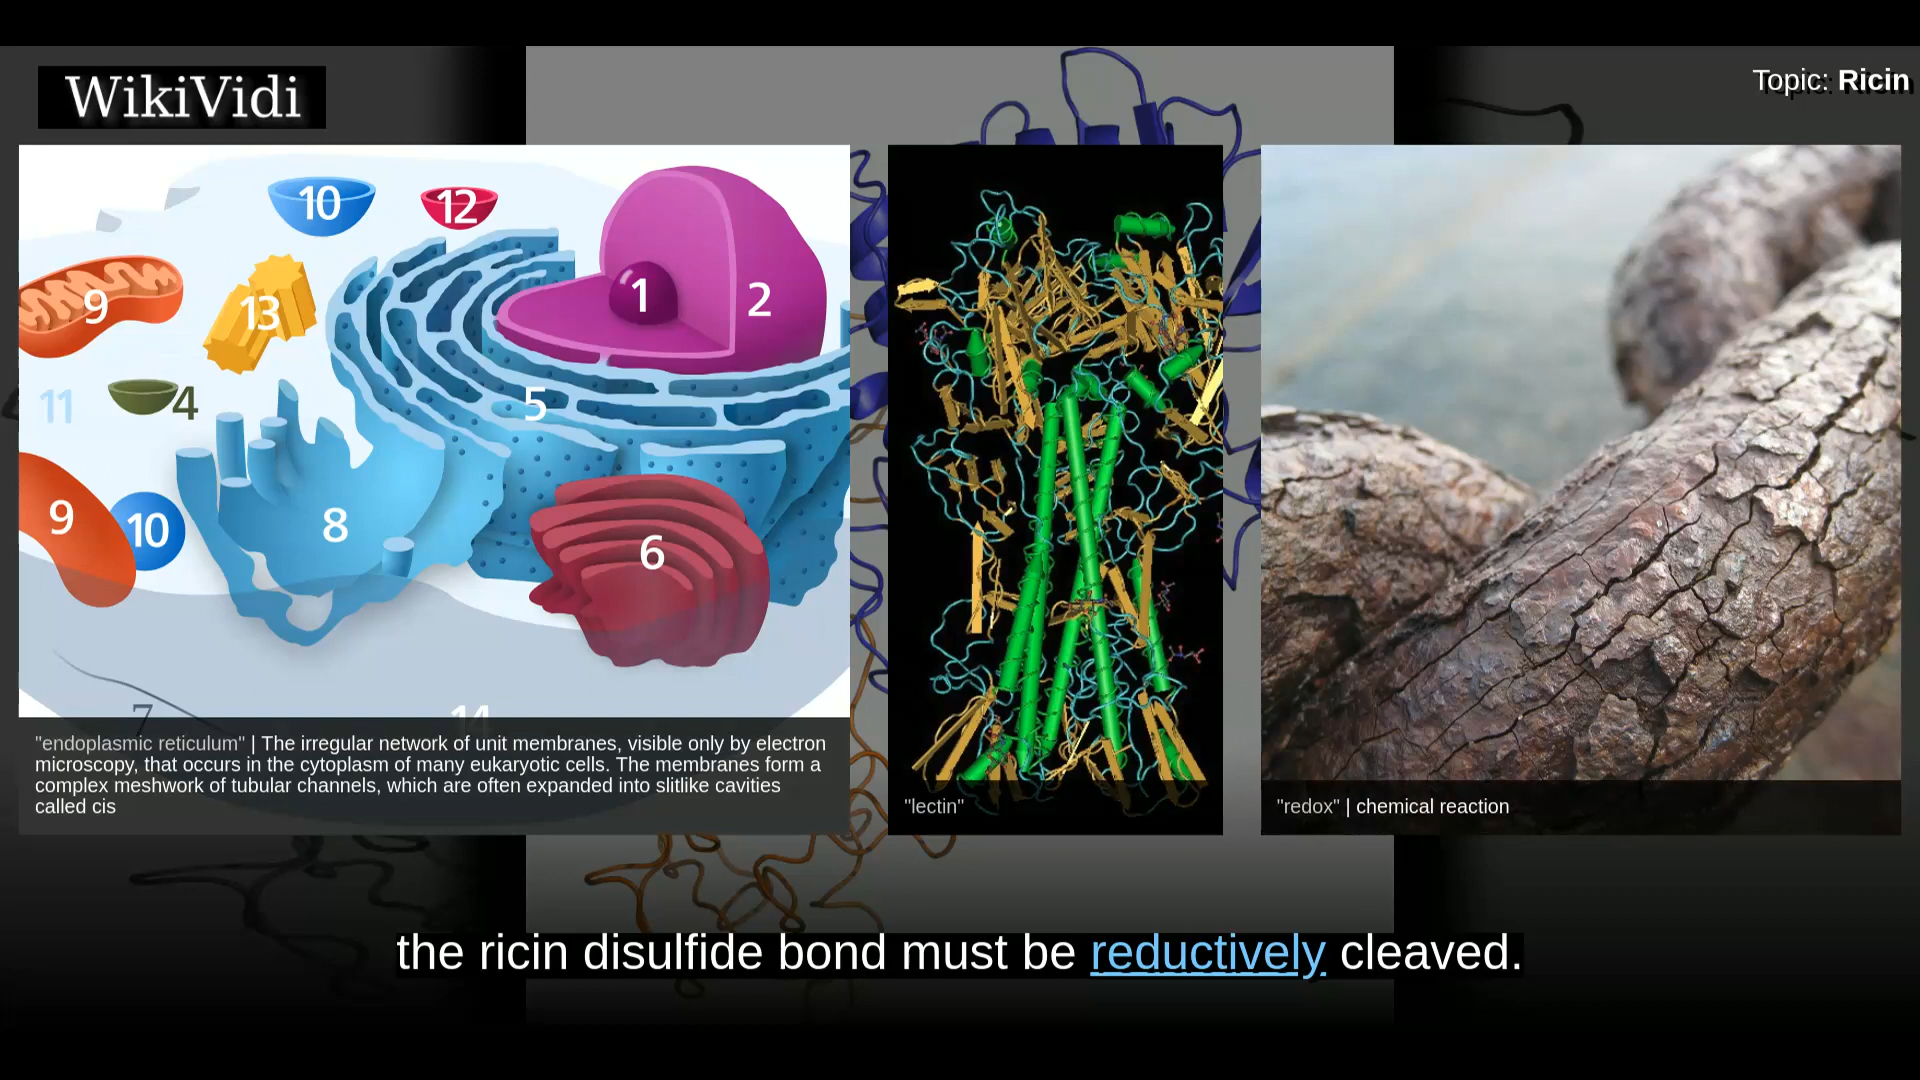 WikiVidi
Topic: Ricin
10
12
1
2
9
13
11
4
5
9
10
8
6
7
14
"endoplasmic reticulum" | The irregular network of unit membranes, visible only by electron
microscopy, that occurs in the cytoplasm of many eukaryotic cells. The membranes form a
complex meshwork of tubular channels, which are often expanded into slitlike cavities
called cis
"lectin"
"redox" | chemical reaction
the ricin disulfide bond must be reductively cleaved.